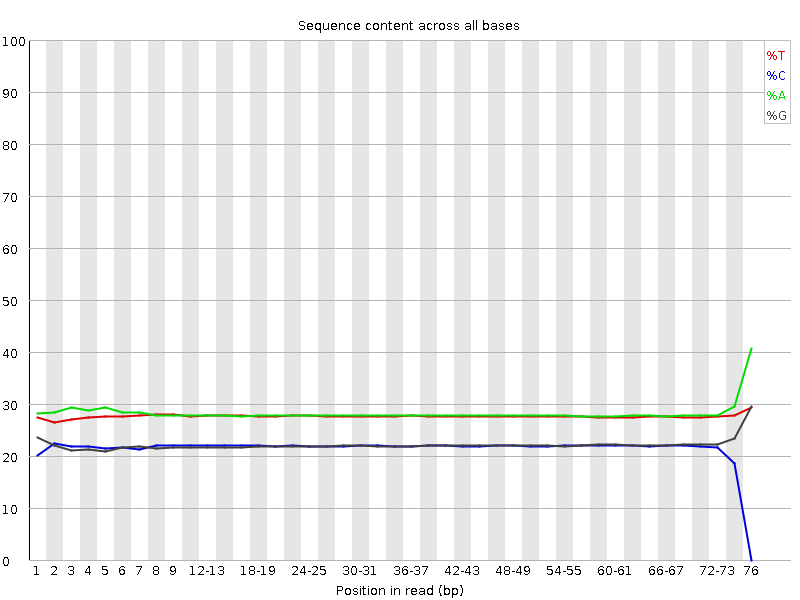 Sequence content across all bases
100
90
80
70
60
50
40
30
20
10
0
%T
%C
%A
%G
1 2 3 4 5 6 7 8 9 12-13 18-19 24-25 30-31 36-37 42-43 48-49 54-55 60-61 66-67 72-73 76
Position in read (bp)